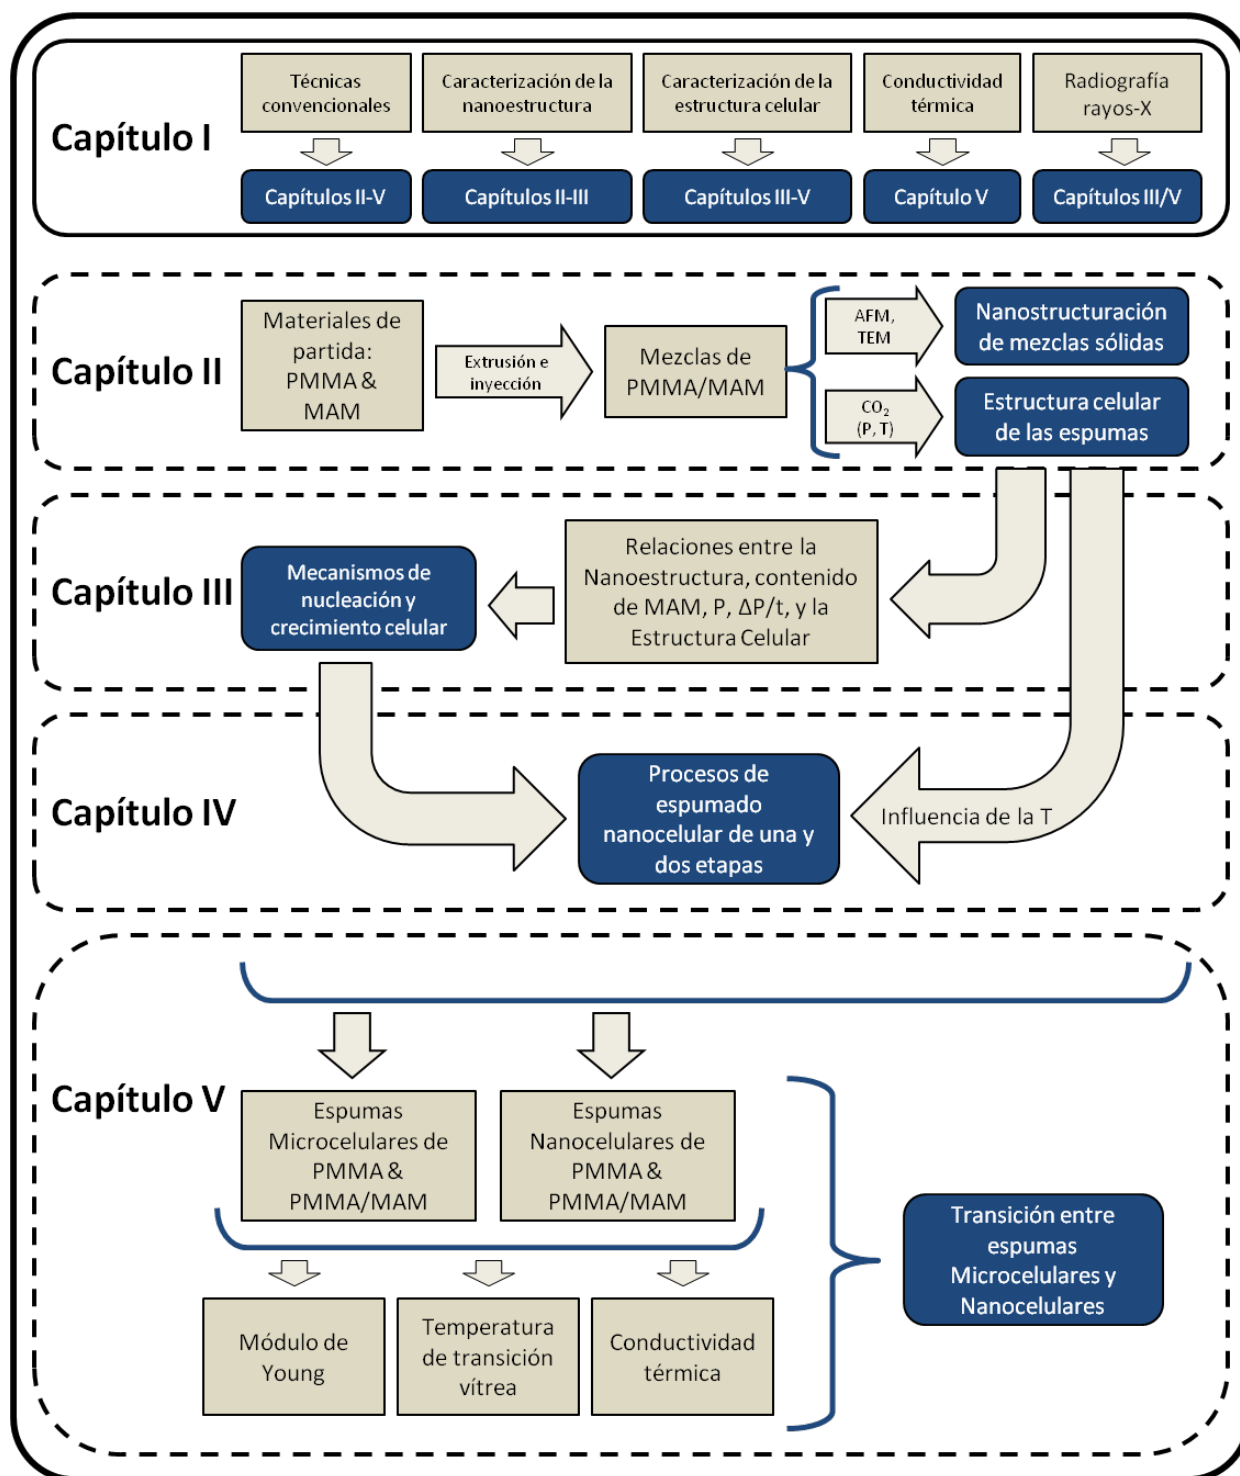 Capítulo I
Técnicas
convencionales
Caracterización de la
nanoestructura
Caracterización de la
estructura celular
Conductividad
térmica
Radiografía
rayos-X
Capítulos II-V
Capítulos II-III
Capítulos III-V
Capítulo V
Capítulos III/V
Capítulo II
Materiales de
partida:
PMMA &
MAM
Extrusión e
inyección
Mezclas de
PMMA/MAM
AFM,
TEM
Nanostructuración
de mezclas sólidas
CO2
(P, T)
Estructura celular
de las espumas
Capítulo III
Mecanismos de
nucleación y
crecimiento celular
Relaciones entre la
Nanoestructura, contenido
de MAM, P, ΔP/t, y la
Estructura Celular
Capítulo IV
Procesos de
espumado
nanocelular de una y
dos etapas
Influencia de la T
Capítulo V
Espumas
Microcelulares de
PMMA &
PMMA/MAM
Espumas
Nanocelulares de
PMMA &
PMMA/MAM
Módulo de
Young
Temperatura
de transición
vítrea
Conductividad
térmica
Transición entre
espumas
Microcelulares y
Nanocelulares